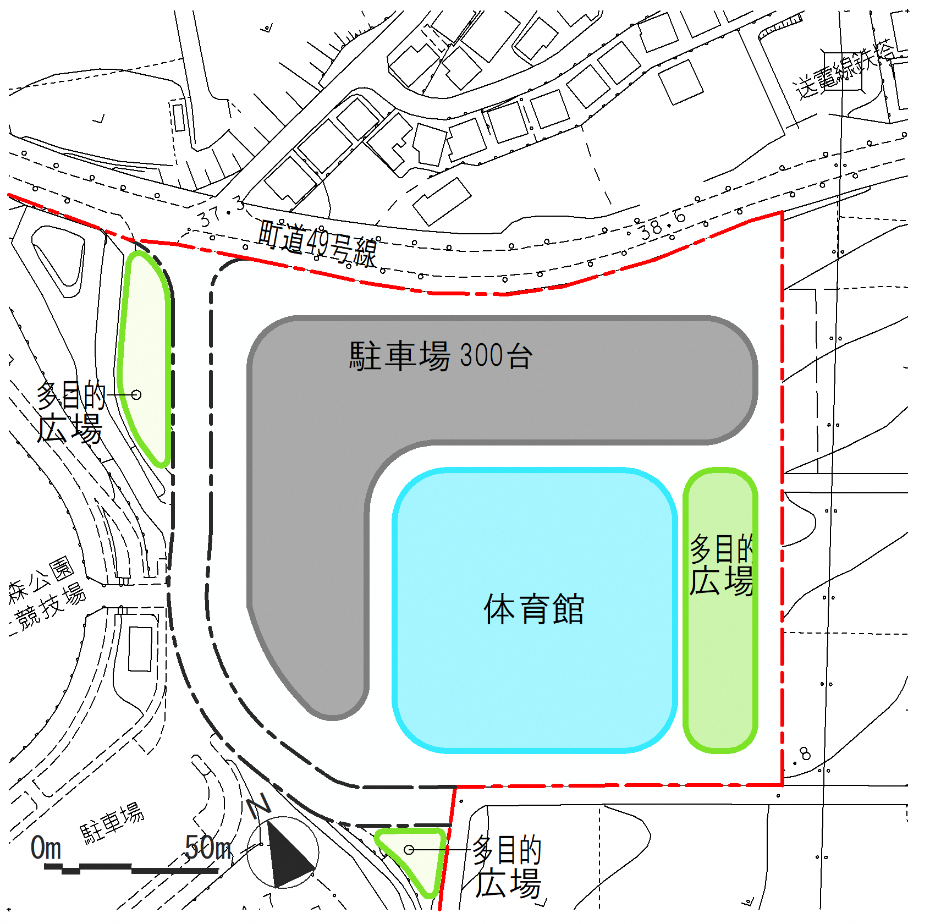 送電線鉄塔
37.3
38.6
町道49号線
駐車場 300台
多目的
広場
多目的
広場
体育館
森公園
競技場
.8
駐車場
N
0m
50m
多目的
広場